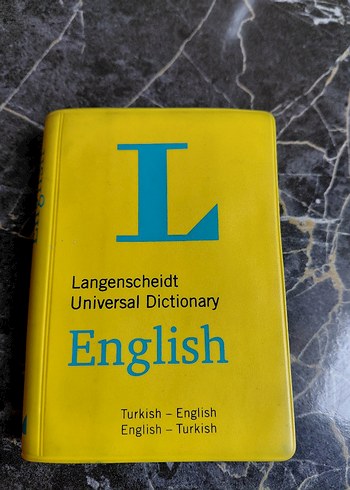 L
Langenscheidt
Universal Dictionary
English
Turkish – English
English – Turkish